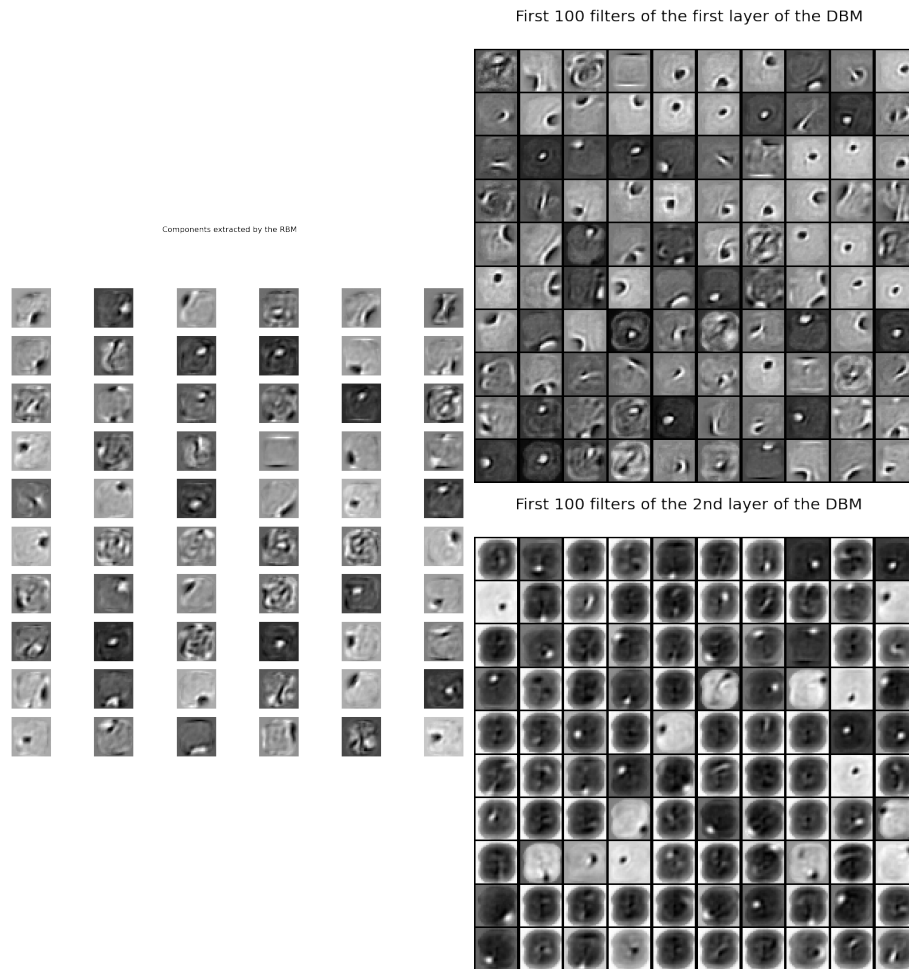 First 100 filters of the first layer of the DBM
Components extracted by the RBM
First 100 filters of the 2nd layer of the DBM